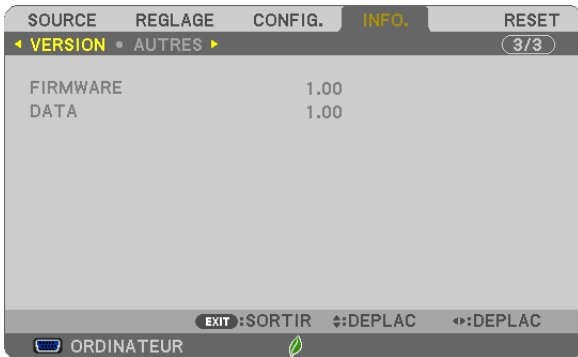 SOURCE REGLAGE CONFIG. INFO. RESET
VERSION • AUTRES 3/3
FIRMWARE 1.00
DATA 1.00
EXIT :SORTIR :DEPLAC :DEPLAC
ORDINATEUR